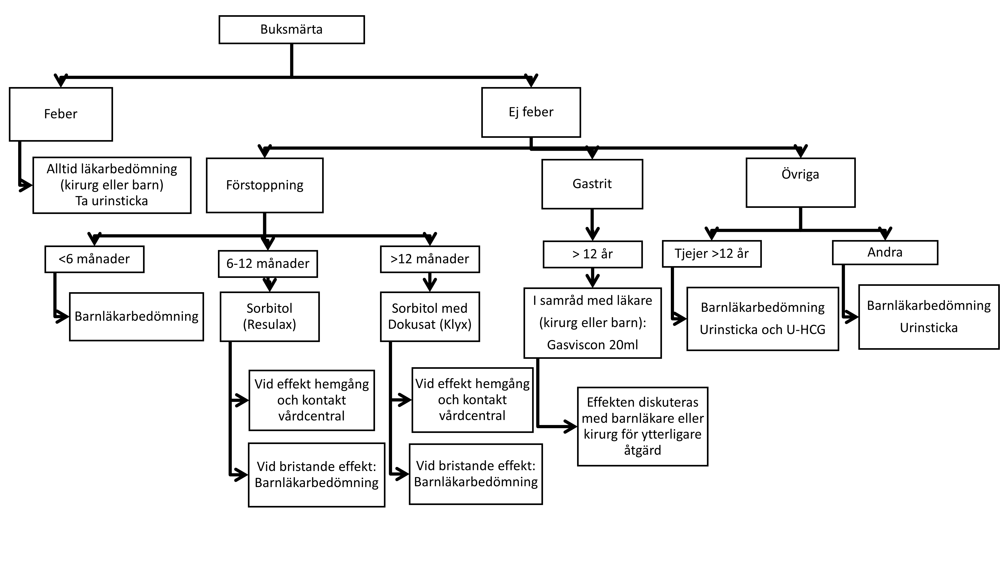 Buksmärta
Feber
Ej feber
Alltid läkarbedömning
(kirurg eller barn)
Ta urinsticka
Förstoppning
Gastrit
Övriga
<6 månader
6-12 månader
>12 månader
> 12 år
Tjejer >12 år
Andra
Barnläkarbedömning
Sorbitol
(Resulax)
Sorbitol med
Dokusat (Klyx)
I samråd med läkare
(kirurg eller barn):
Gasviscon 20ml
Barnläkarbedömning
Urinsticka och U-HCG
Barnläkarbedömning
Urinsticka
Vid effekt hemgång
och kontakt
vårdcentral
Vid effekt hemgång
och kontakt
vårdcentral
Effekten diskuteras
med barnläkare eller
kirurg för ytterligare
åtgärd
Vid bristande effekt:
Barnläkarbedömning
Vid bristande effekt:
Barnläkarbedömning